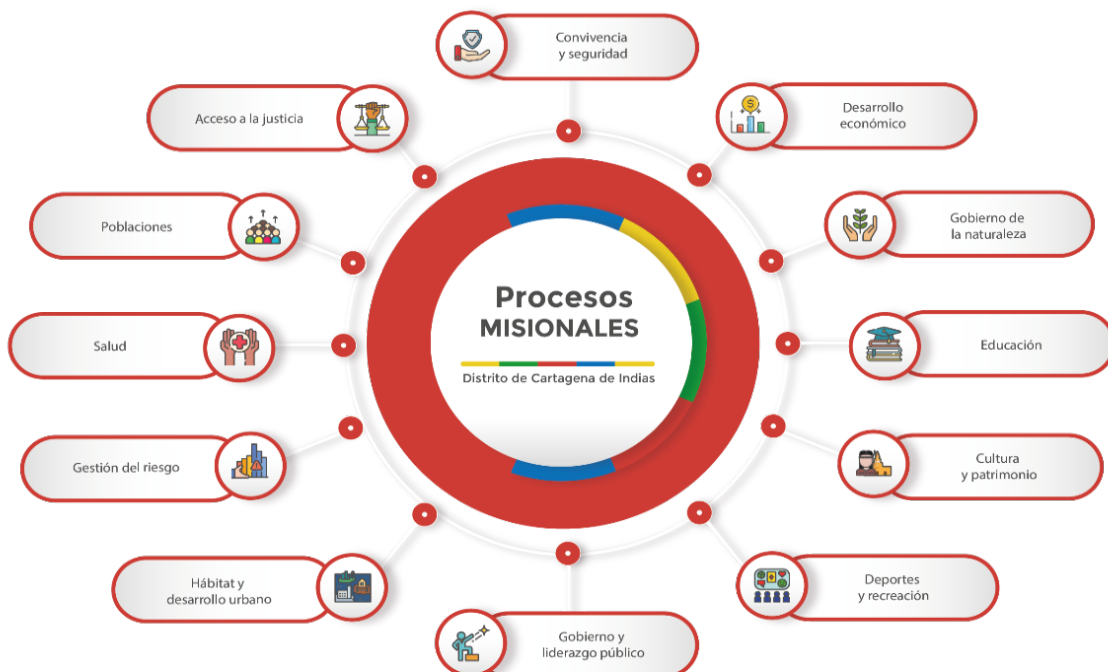 Convivencia
y seguridad
Desarrollo
económico
Gobierno de
la naturaleza
Educación
Cultura
y patrimonio
Deportes
y recreación
Gobierno y
liderazgo público
Hábitat y
desarrollo urbano
Gestión del riesgo
Salud
Poblaciones
Acceso a la justicia
Procesos
MISIONALES
Distrito de Cartagena de Indias